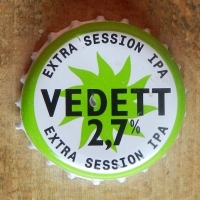 EXTRA SESSION IPA
VEDETT
2,7%
EXTRA SESSION IPA